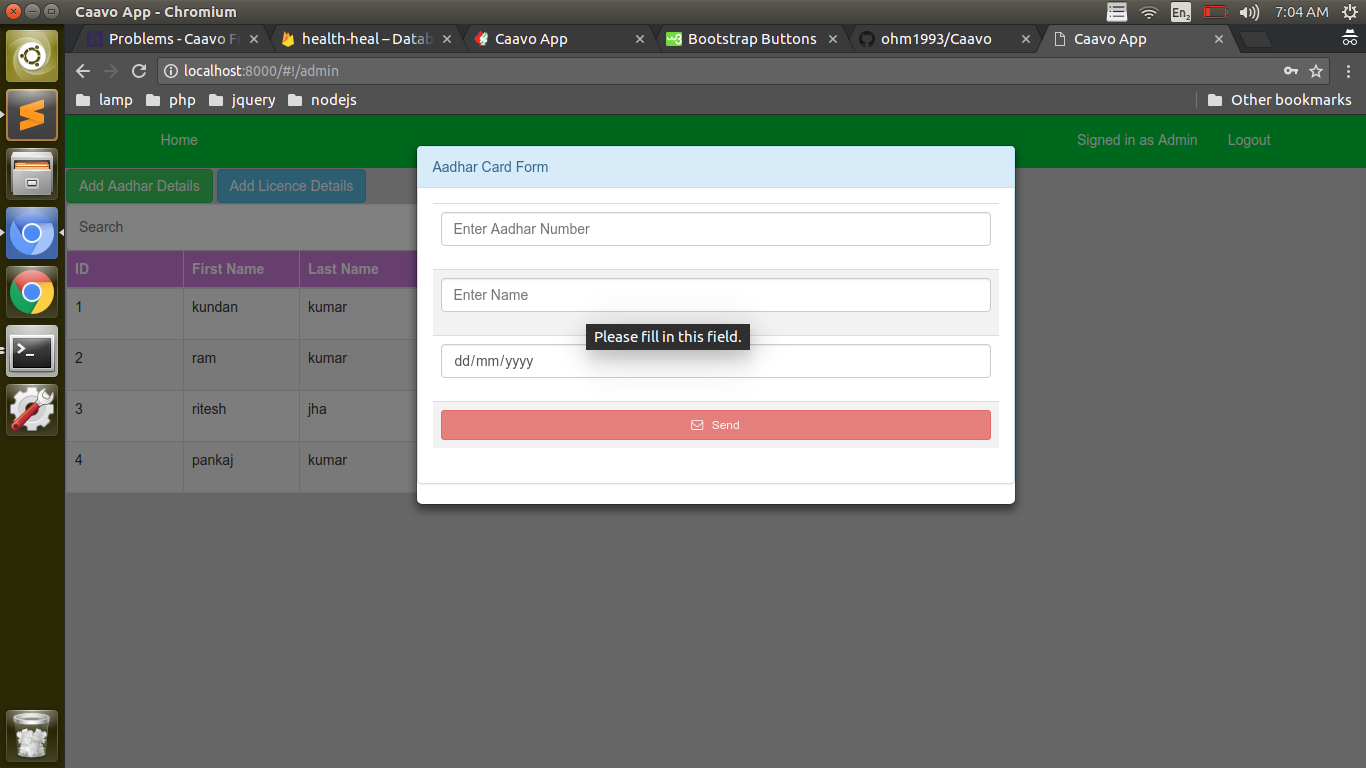 Caavo App - Chromium
En2
7:04 AM
Problems - Caavo F
health-heal – Datab
Caavo App
Bootstrap Buttons
ohm1993/Caavo
Caavo App
localhost:8000/#!/admin
lamp
php
jquery
nodejs
Other bookmarks
Home
Signed in as Admin
Logout
Add Aadhar Details
Add Licence Details
Search
ID First Name Last Name
1 kundan kumar
2 ram kumar
3 ritesh jha
4 pankaj kumar
Aadhar Card Form
Enter Aadhar Number
Enter Name
Please fill in this field.
dd/mm/yyyy
Send